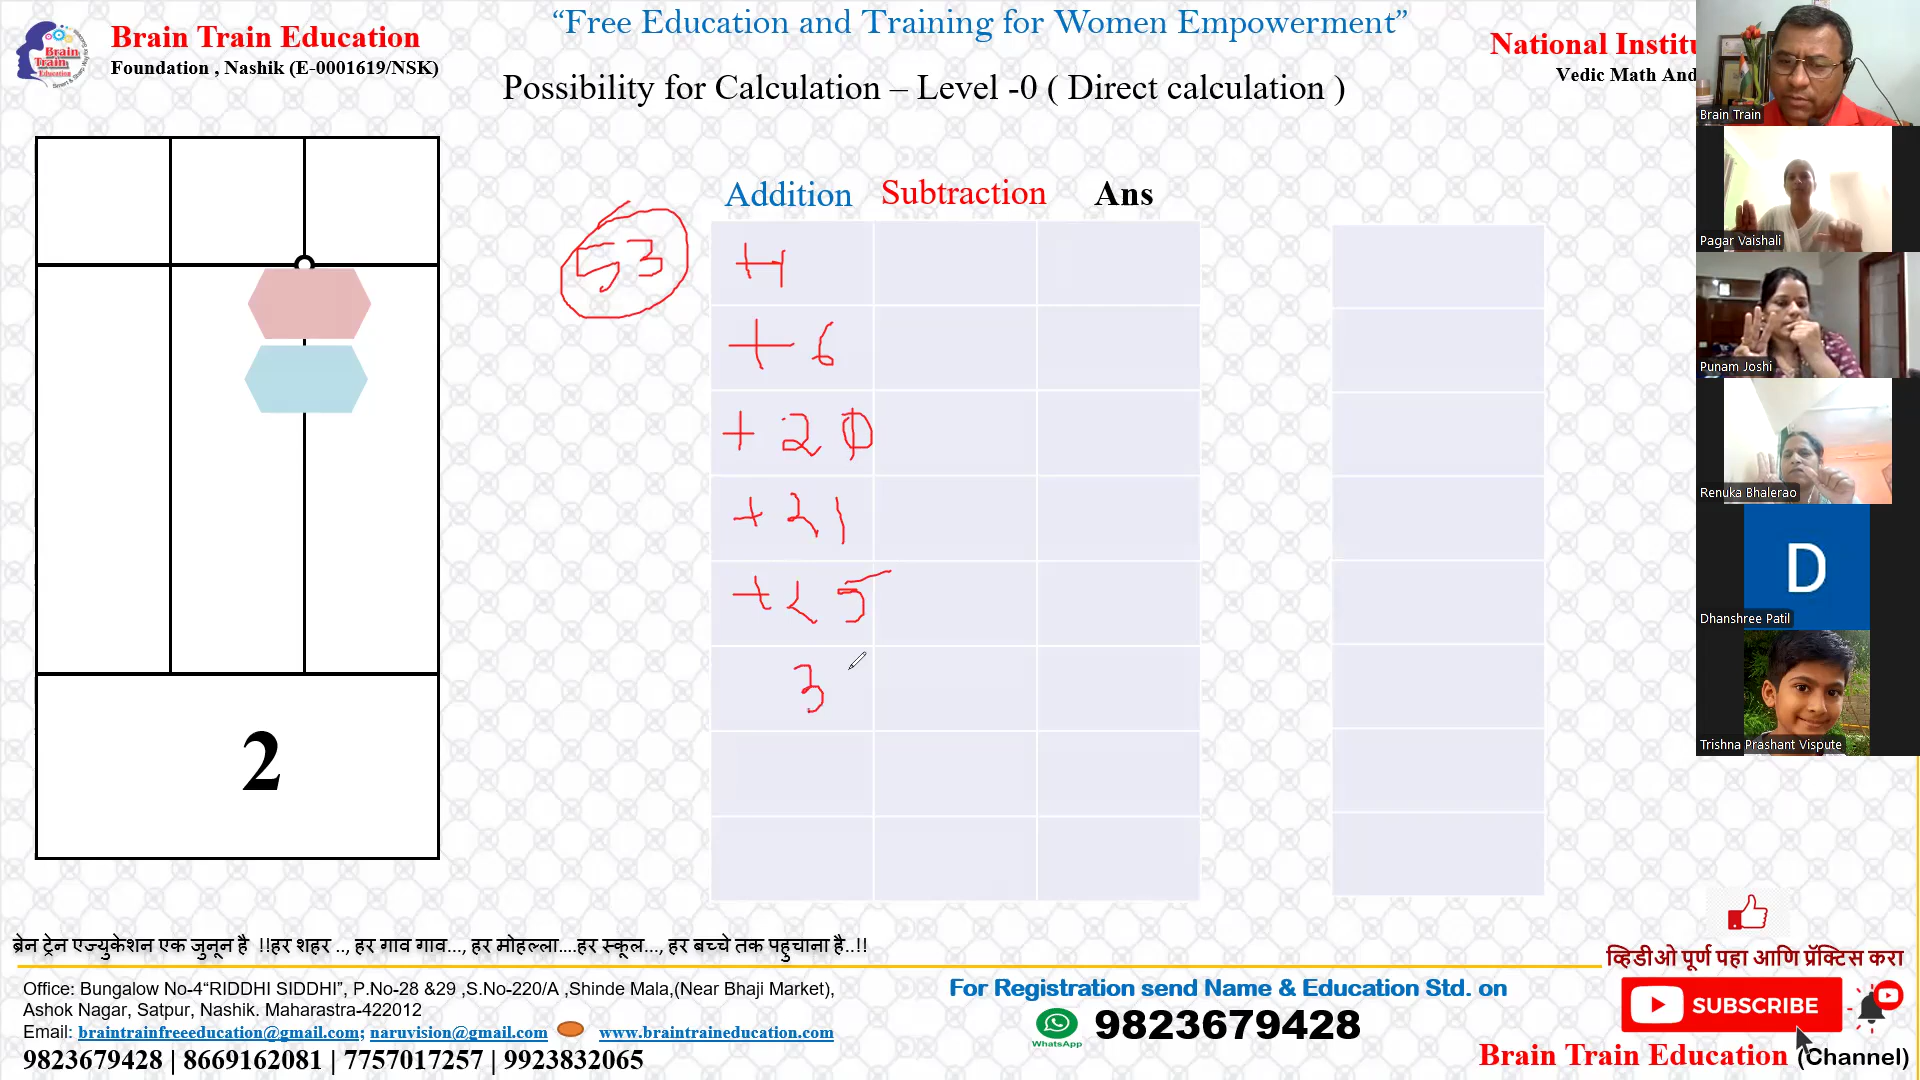 Brain Train Education
Foundation , Nashik (E-0001619/NSK)
Brain
Train
Education
“Free Education and Training for Women Empowerment”
Possibility for Calculation – Level -0 ( Direct calculation )
National Institu
Vedic Math And
Addition Subtraction Ans
53
+ 6
+ 20
+ 21
+ 25
3
2
Brain Train
Pagar Vaishali
Punam Joshi
Renuka Bhalerao
D
Dhanshree Patil
Trishna Prashant Vispute
ब्रेन ट्रेन एज्युकेशन एक जुनून है !!हर शहर .., हर गाव गाव..., हर मोहल्ला....हर स्कूल..., हर बच्चे तक पहुचाना है..!!
Office: Bungalow No-4“RIDDHI SIDDHI”, P.No-28 &29 ,S.No-220/A ,Shinde Mala,(Near Bhaji Market),
Ashok Nagar, Satpur, Nashik. Maharastra-422012
Email: braintrainfreeeducation@gmail.com; naruvision@gmail.com www.braintraineducation.com
9823679428 | 8669162081 | 7757017257 | 9923832065
For Registration send Name & Education Std. on
WhatsApp
9823679428
व्हिडीओ पूर्ण पहा आणि प्रॅक्टिस करा
SUBSCRIBE
Brain Train Education (Channel)